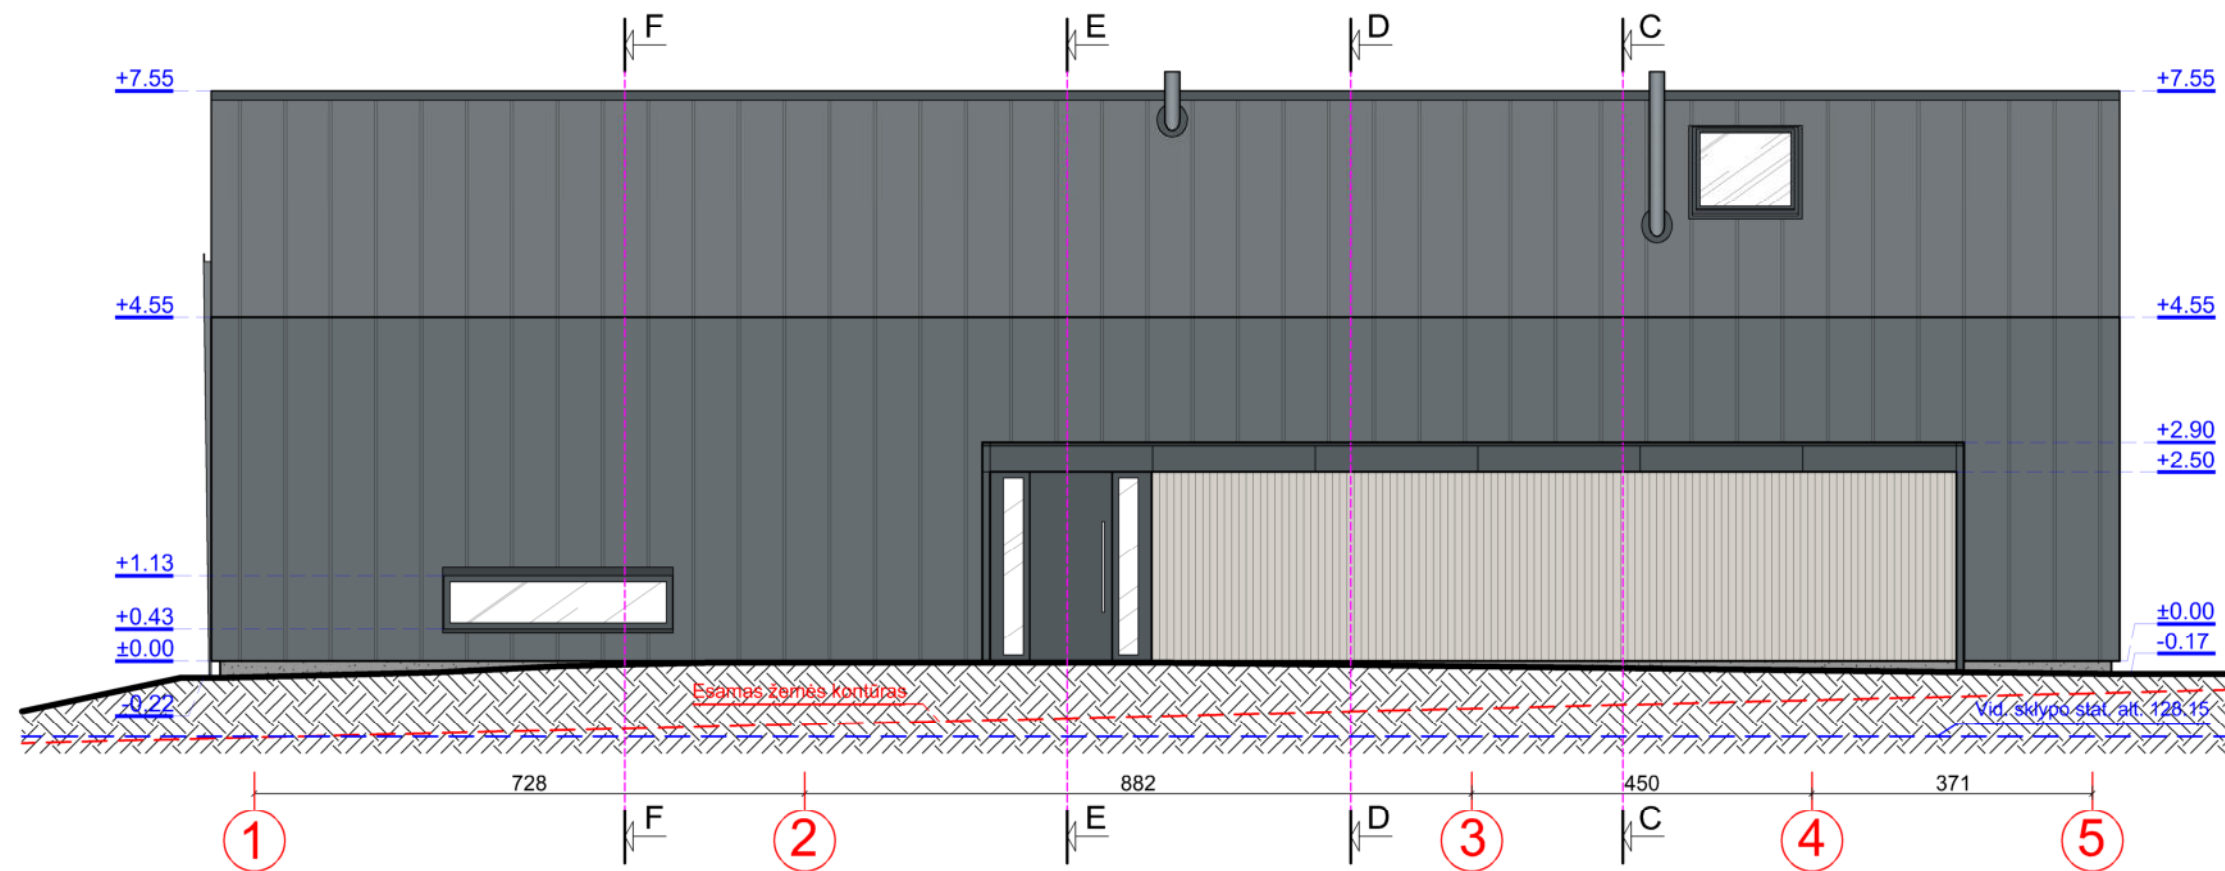 F E D C
+7.55 +7.55
+4.55 +4.55
+2.90
+2.50
+1.13
+0.43 ±0.00
±0.00 -0.17
-0.22 Esamas žemės kontūras Vid. sklypo stat. alt. 128.15
728 882 450 371
F E D C
1 2 3 4 5